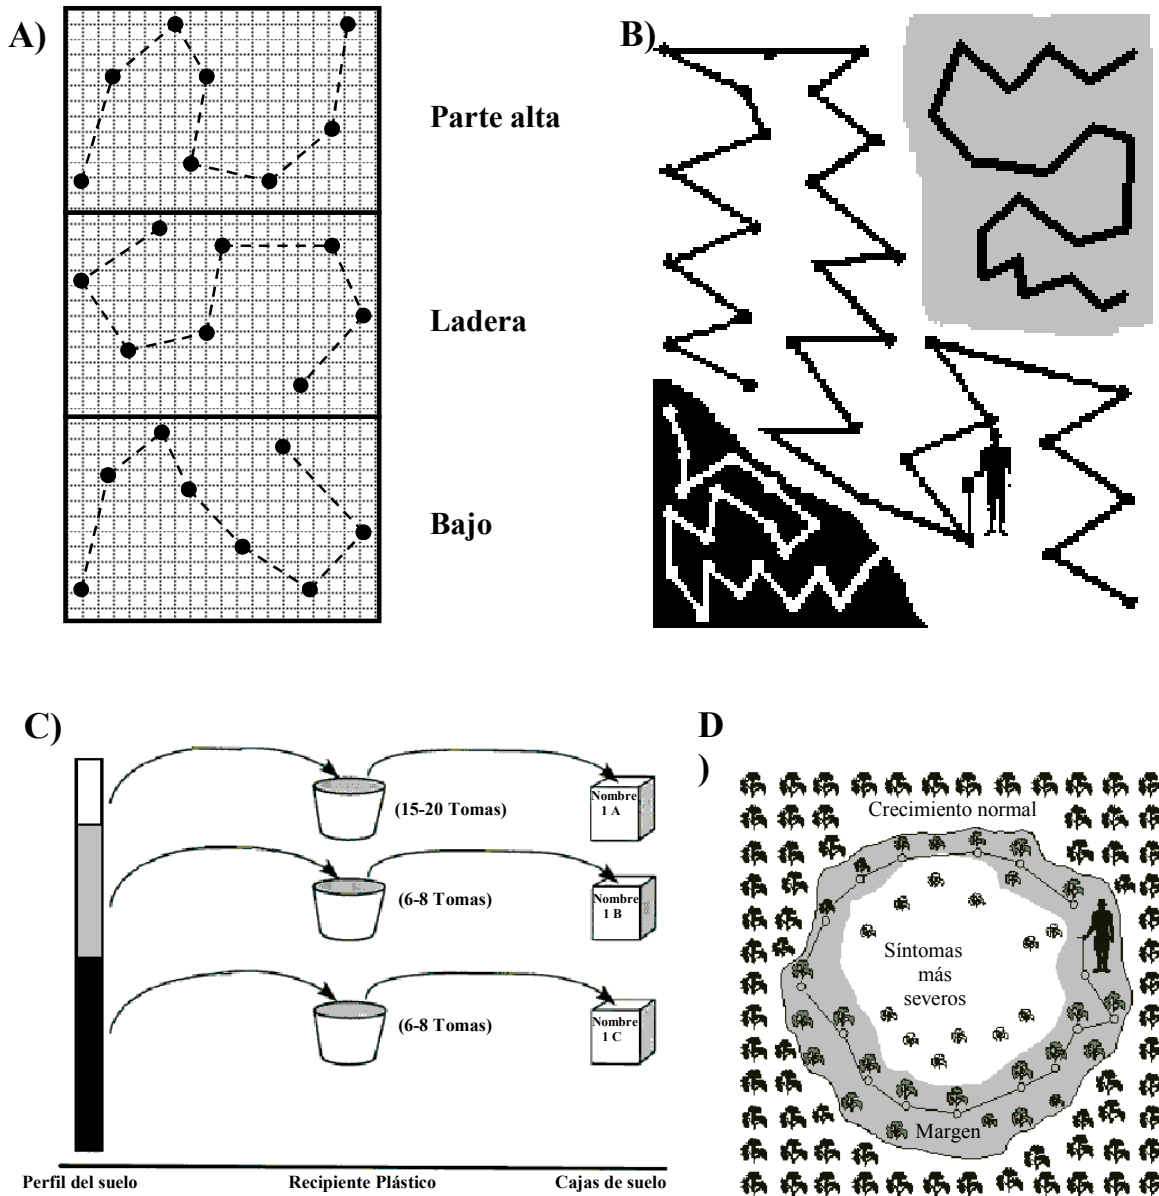 A)
Parte alta
Ladera
Bajo
B)
C)
(15-20 Tomas)
Nombre
1 A
(6-8 Tomas)
Nombre
1 B
(6-8 Tomas)
Nombre
1 C
Perfil del suelo
Recipiente Plástico
Cajas de suelo
D
)
Crecimiento normal
Síntomas
más
severos
Margen